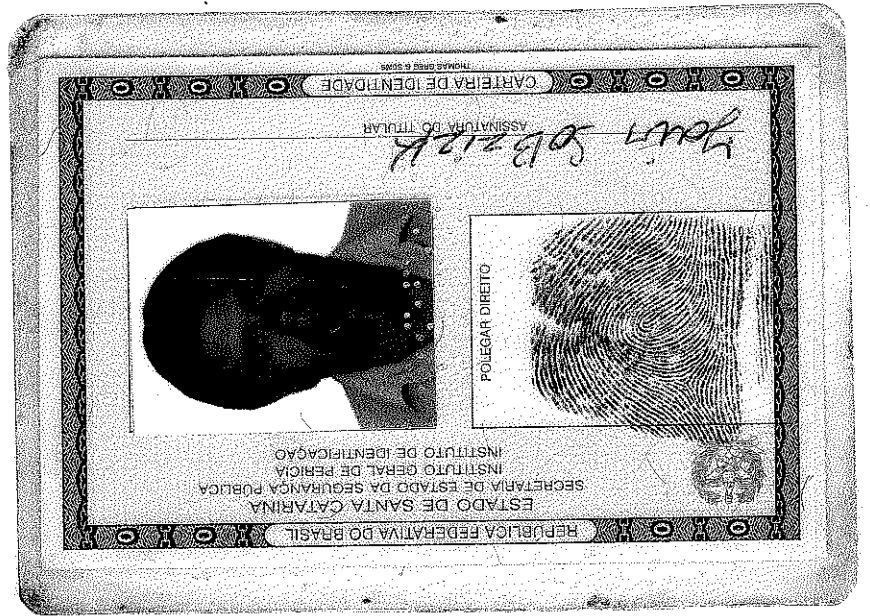 REPÚBLICA FEDERATIVA DO BRASIL
ESTADO DE SANTA CATARINA
SECRETARIA DE ESTADO DA SEGURANÇA PÚBLICA
INSTITUTO GERAL DE PERÍCIA
INSTITUTO DE IDENTIFICAÇÃO
POLEGAR DIREITO
ASSINATURA DO TITULAR
CARTEIRA DE IDENTIDADE
THOMAS GREG & SONS